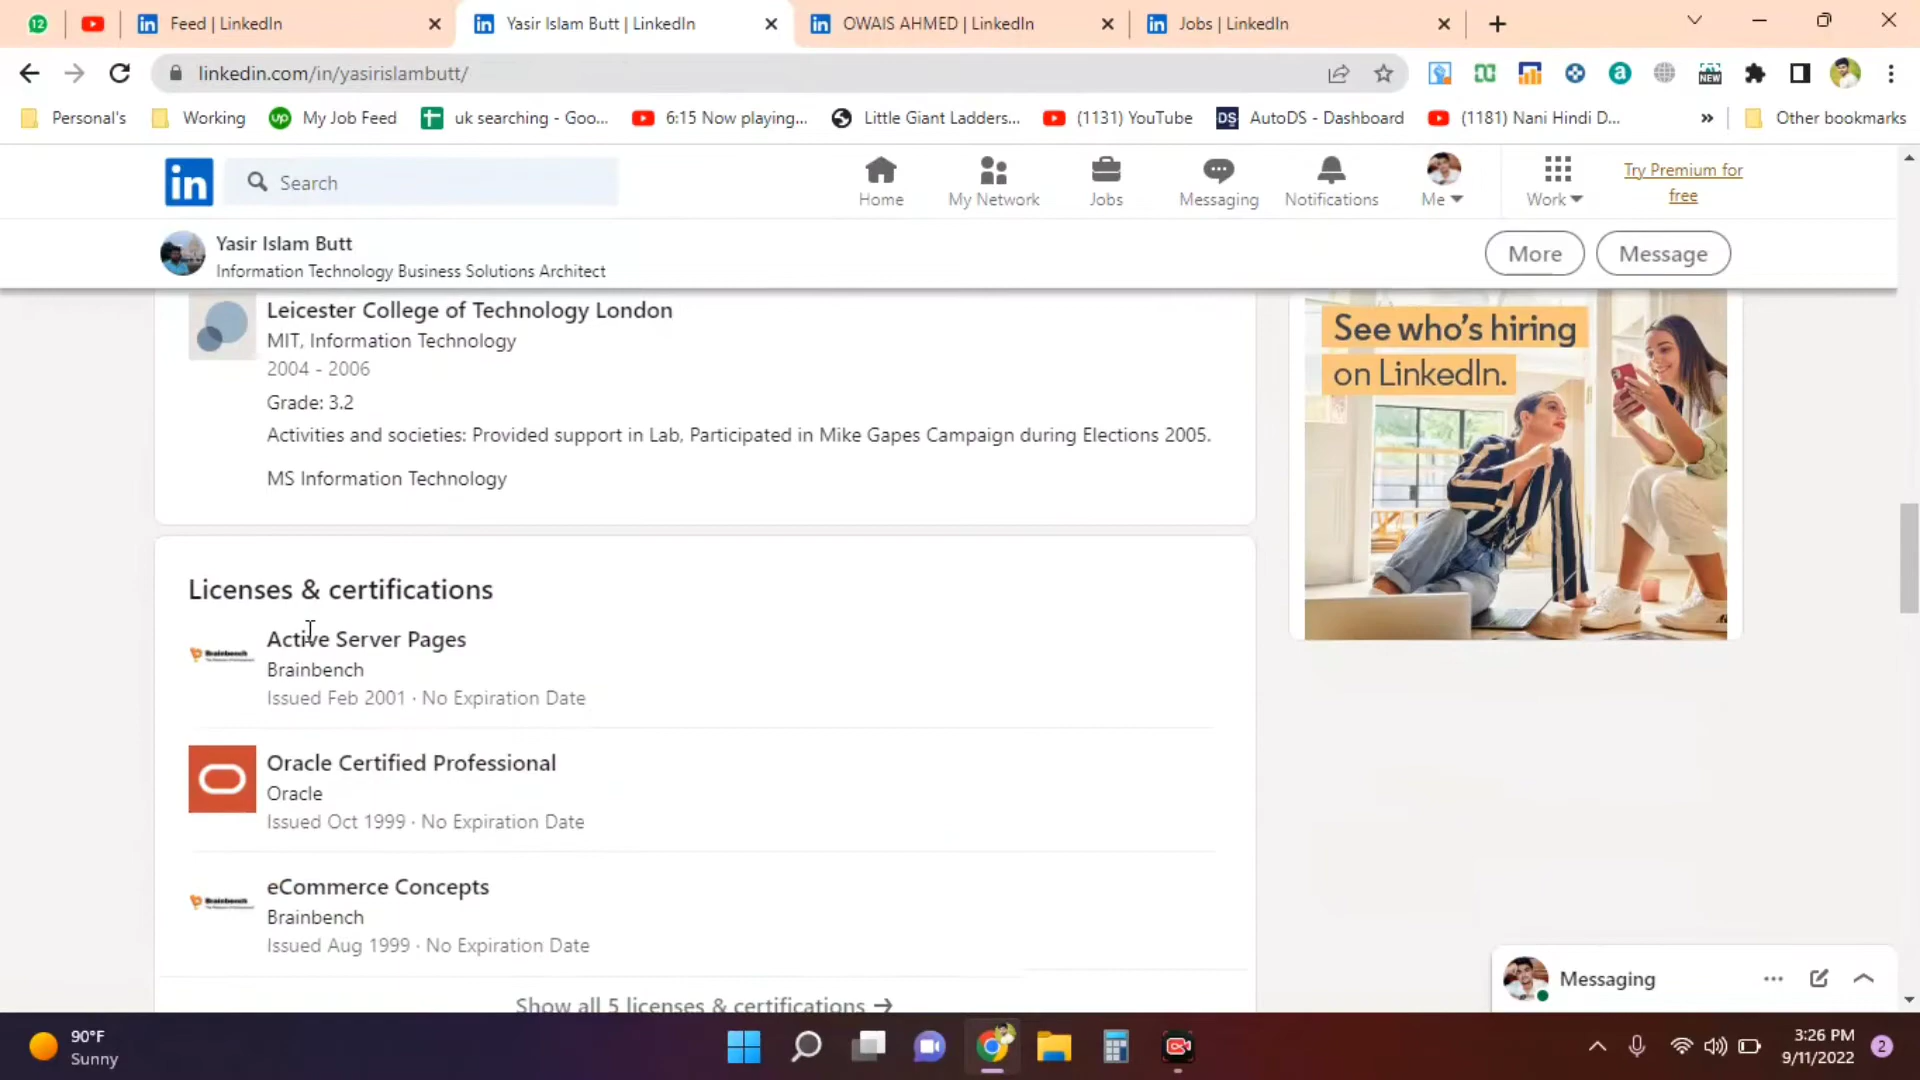 12
Feed | LinkedIn
Yasir Islam Butt | LinkedIn
OWAIS AHMED | LinkedIn
Jobs | LinkedIn
linkedin.com/in/yasirislambutt/
NEW
Personal's
Working
My Job Feed
uk searching - Goo...
6:15 Now playing...
Little Giant Ladders...
(1131) YouTube
DS AutoDS - Dashboard
(1181) Nani Hindi D...
»
Other bookmarks
in
Search
Home
My Network
Jobs
Messaging
Notifications
Me
Work
Try Premium for
free
Yasir Islam Butt
Information Technology Business Solutions Architect
More
Message
Leicester College of Technology London
MIT, Information Technology
2004 - 2006
Grade: 3.2
Activities and societies: Provided support in Lab, Participated in Mike Gapes Campaign during Elections 2005.
MS Information Technology
See who's hiring
on LinkedIn.
Licenses & certifications
Active Server Pages
Brainbench
Issued Feb 2001 · No Expiration Date
Oracle Certified Professional
Oracle
Issued Oct 1999 · No Expiration Date
eCommerce Concepts
Brainbench
Issued Aug 1999 · No Expiration Date
Show all 5 licenses & certifications →
Messaging
90°F
Sunny
3:26 PM
9/11/2022
2